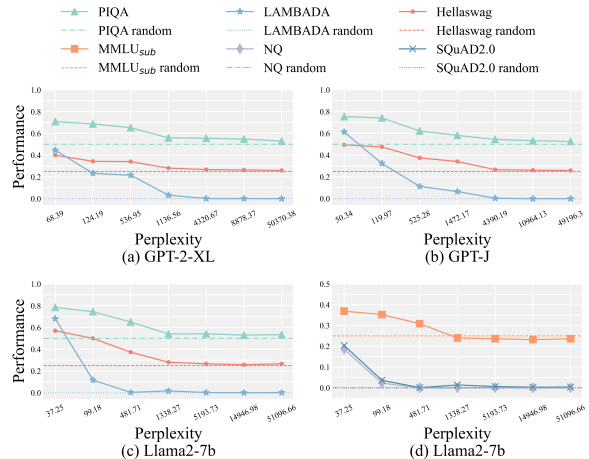 PIQA LAMBADA Hellaswag
PIQA random LAMBADA random Hellaswag random
MMLU_sub NQ SQuAD2.0
MMLU_sub random NQ random SQuAD2.0 random
1.0
0.8
0.6
0.4
0.2
0.0
Performance
68.39 124.19 536.95 1136.56 4320.67 8878.37 50370.38
Perplexity
(a) GPT-2-XL
1.0
0.8
0.6
0.4
0.2
0.0
50.34 119.97 525.28 1472.17 4390.19 10964.13 49196.3
Perplexity
(b) GPT-J
1.0
0.8
0.6
0.4
0.2
0.0
Performance
37.25 99.18 481.71 1338.27 5193.73 14946.98 51096.66
Perplexity
(c) Llama2-7b
0.5
0.4
0.3
0.2
0.1
0.0
37.25 99.18 481.71 1338.27 5193.73 14946.98 51096.66
Perplexity
(d) Llama2-7b